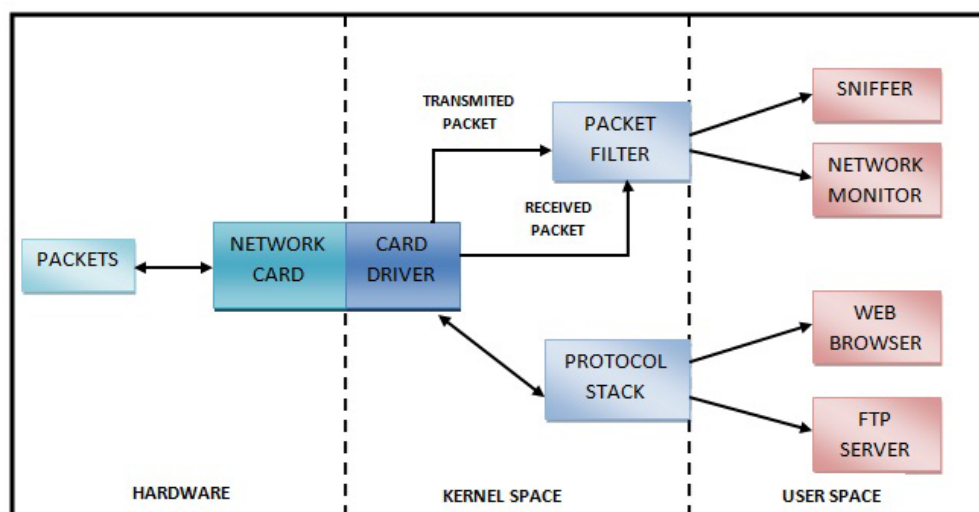 TRANSMITED
PACKET
PACKET
FILTER
SNIFFER
NETWORK
MONITOR
RECEIVED
PACKET
PACKETS
NETWORK
CARD
CARD
DRIVER
PROTOCOL
STACK
WEB
BROWSER
FTP
SERVER
HARDWARE
KERNEL SPACE
USER SPACE